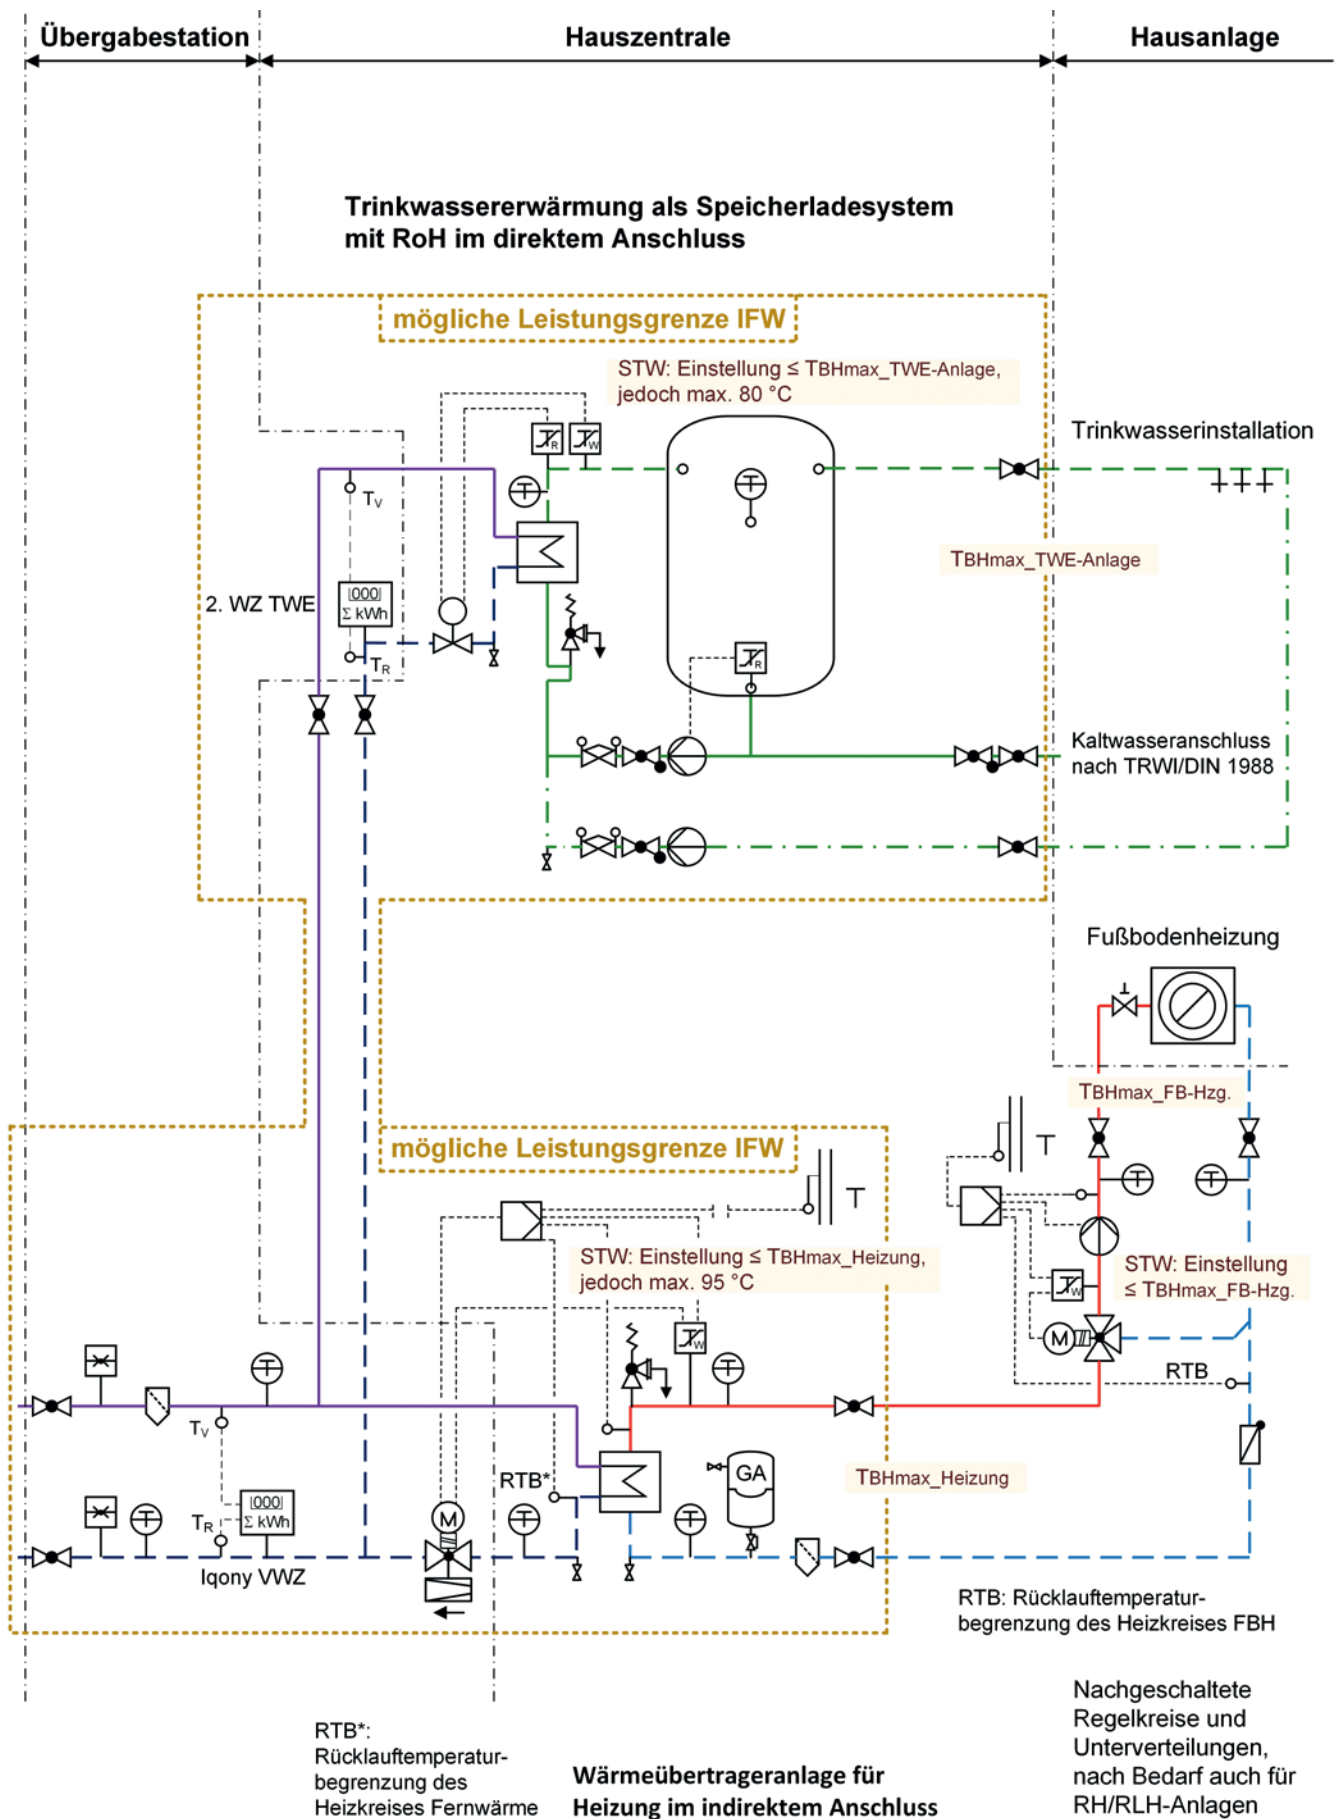 Übergabestation
Hauszentrale
Hausanlage
Trinkwassererwärmung als Speicherladesystem
mit RoH im direktem Anschluss
mögliche Leistungsgrenze IFW
STW: Einstellung ≤ TBHmax_TWE-Anlage,
jedoch max. 80 °C
R
W
Trinkwasserinstallation
T
TV
T
TBHmax_TWE-Anlage
2. WZ TWE
|000|
Σ kWh
TR
R
Kaltwasseranschluss
nach TRWI/DIN 1988
Fußbodenheizung
TBHmax_FB-Hzg.
mögliche Leistungsgrenze IFW
T
T
T
T
STW: Einstellung ≤ TBHmax_Heizung,
jedoch max. 95 °C
STW: Einstellung
≤ TBHmax_FB-Hzg.
W
W
M
T
T
RTB
TV
RTB*
GA
TBHmax_Heizung
|000|
Σ kWh
TR
T
M
T
T
Iqony VWZ
RTB: Rücklauftemperatur-
begrenzung des Heizkreises FBH
RTB*:
Rücklauftemperatur-
begrenzung des
Heizkreises Fernwärme
Wärmeübertrageranlage für
Heizung im indirektem Anschluss
Nachgeschaltete
Regelkreise und
Unterverteilungen,
nach Bedarf auch für
RH/RLH-Anlagen